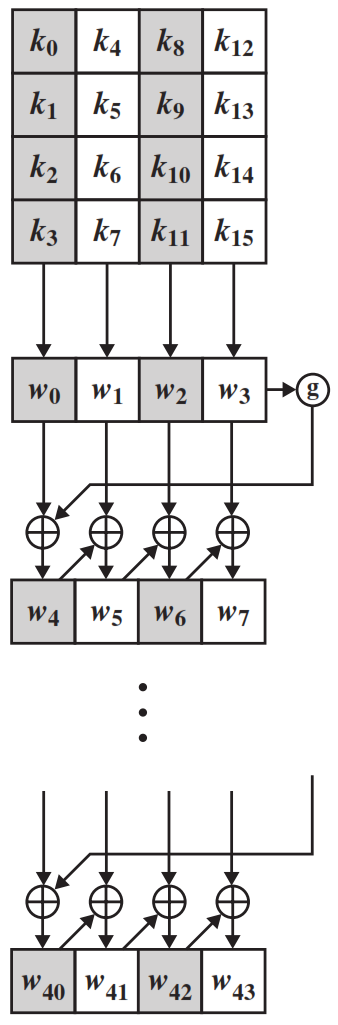 k₀ k₄ k₈ k₁₂
k₁ k₅ k₉ k₁₃
k₂ k₆ k₁₀ k₁₄
k₃ k₇ k₁₁ k₁₅
w₀ w₁ w₂ w₃ g
w₄ w₅ w₆ w₇
w₄₀ w₄₁ w₄₂ w₄₃